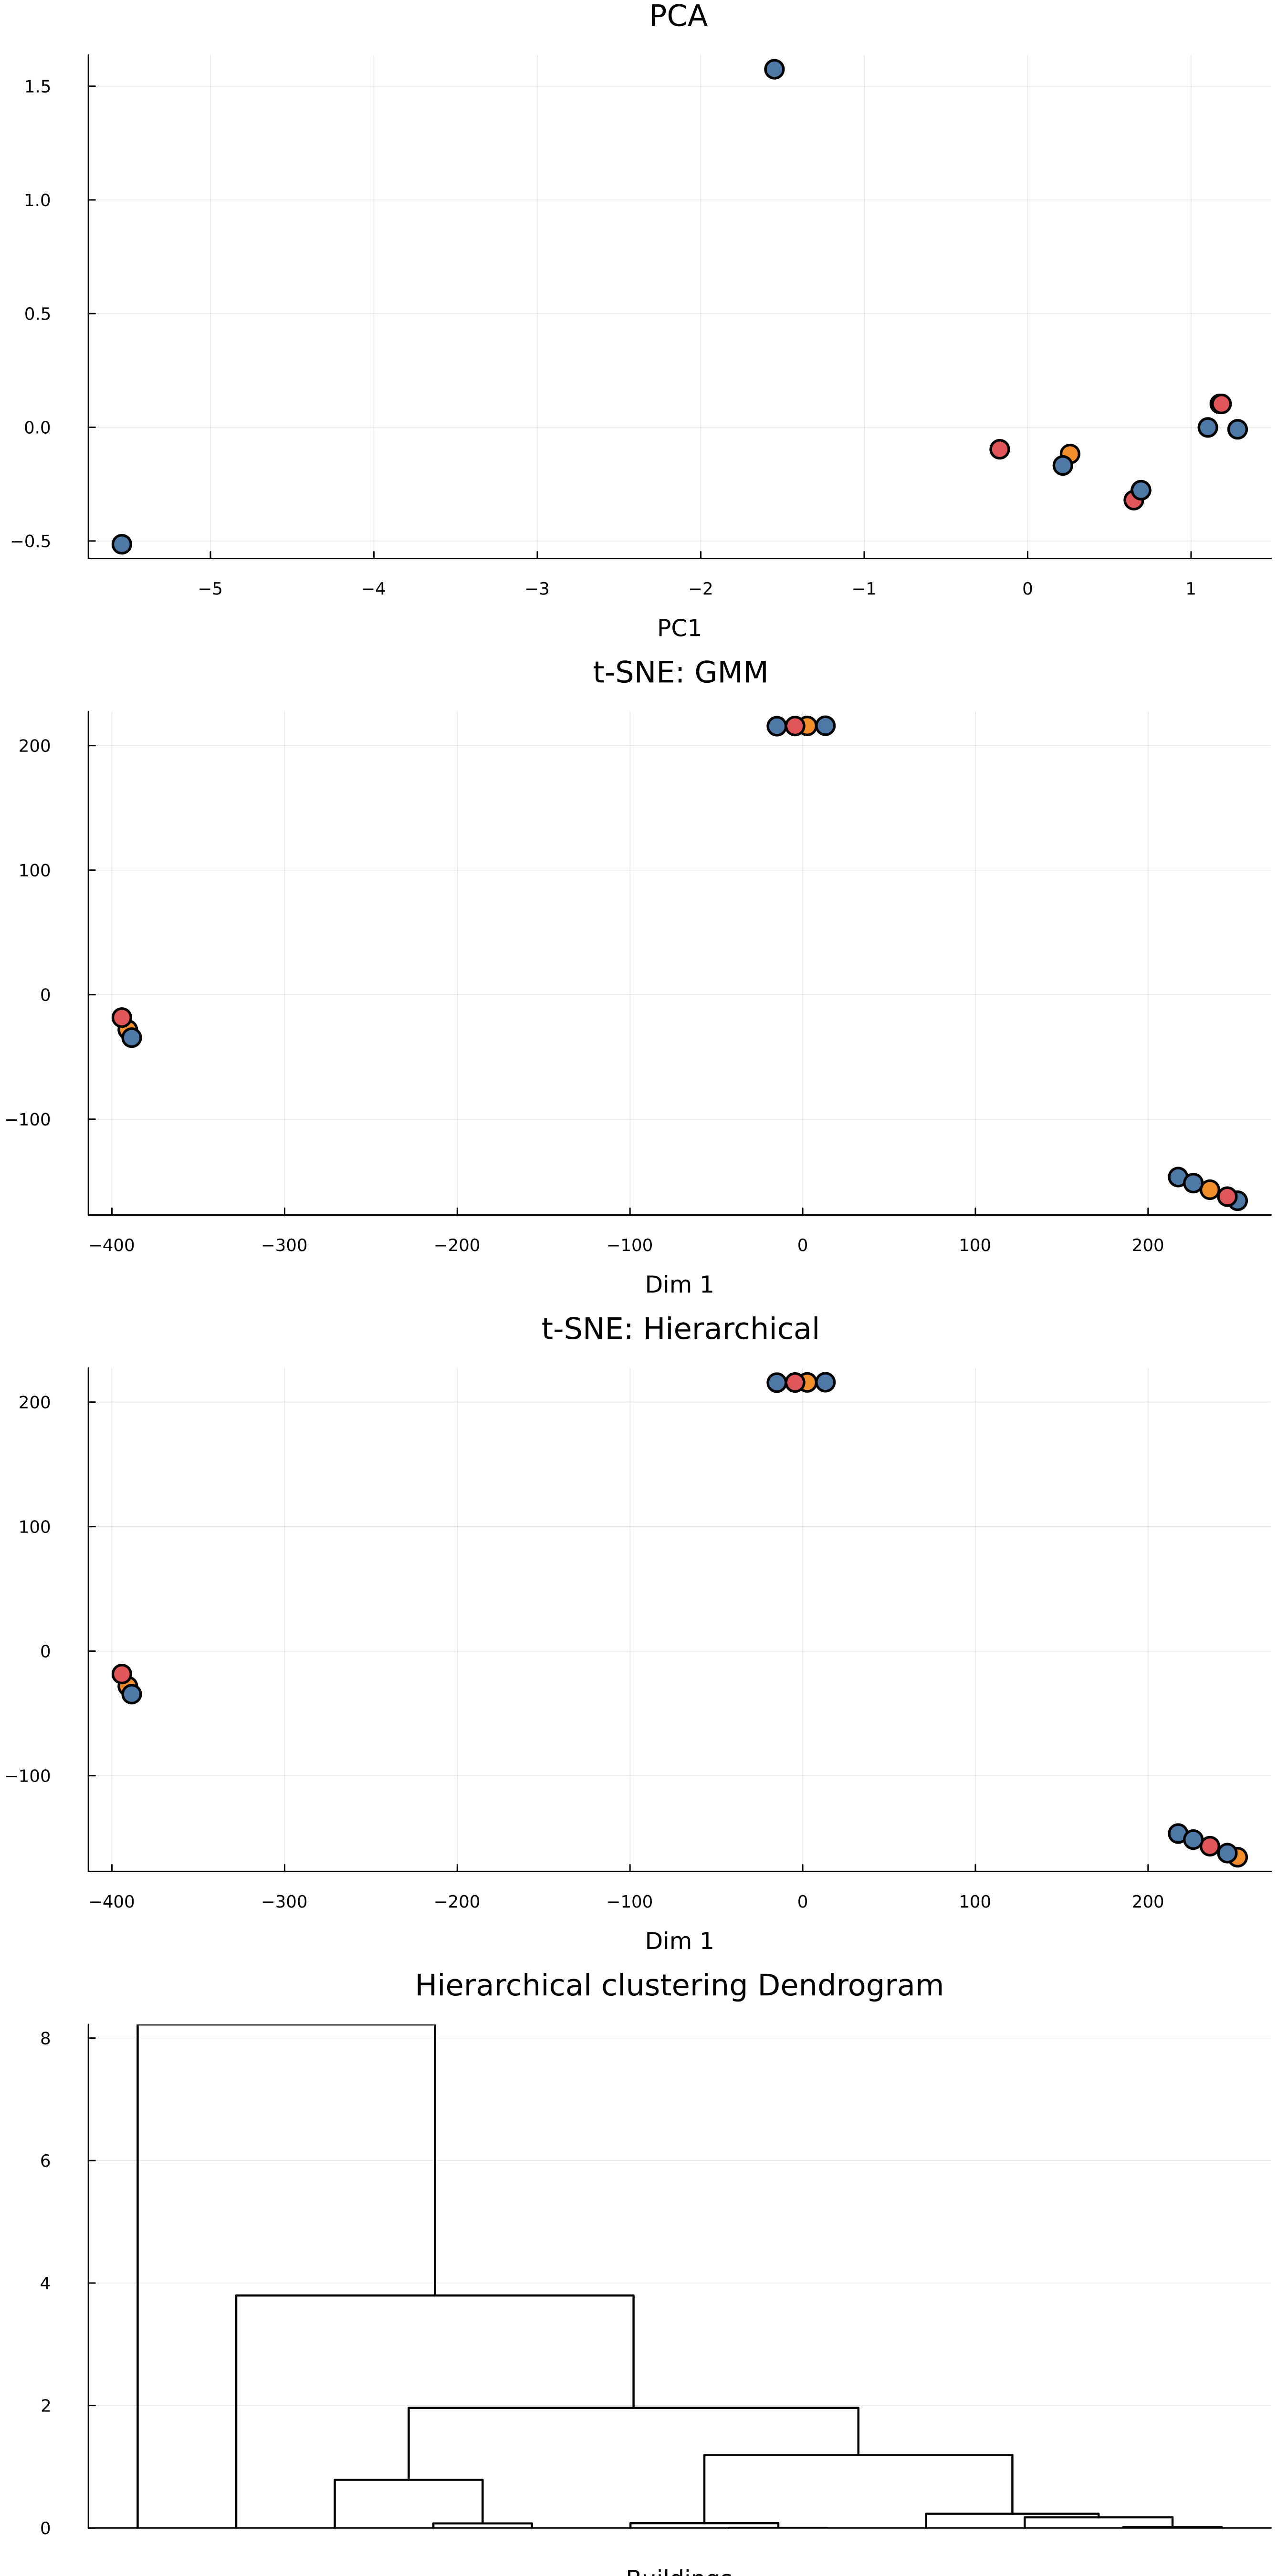 PCA
1.5
1.0
0.5
0.0
−0.5
−5 −4 −3 −2 −1 0 1
PC1
t-SNE: GMM
200
100
0
−100
−400 −300 −200 −100 0 100 200
Dim 1
t-SNE: Hierarchical
200
100
0
−100
−400 −300 −200 −100 0 100 200
Dim 1
Hierarchical clustering Dendrogram
8
6
4
2
0
Buildings